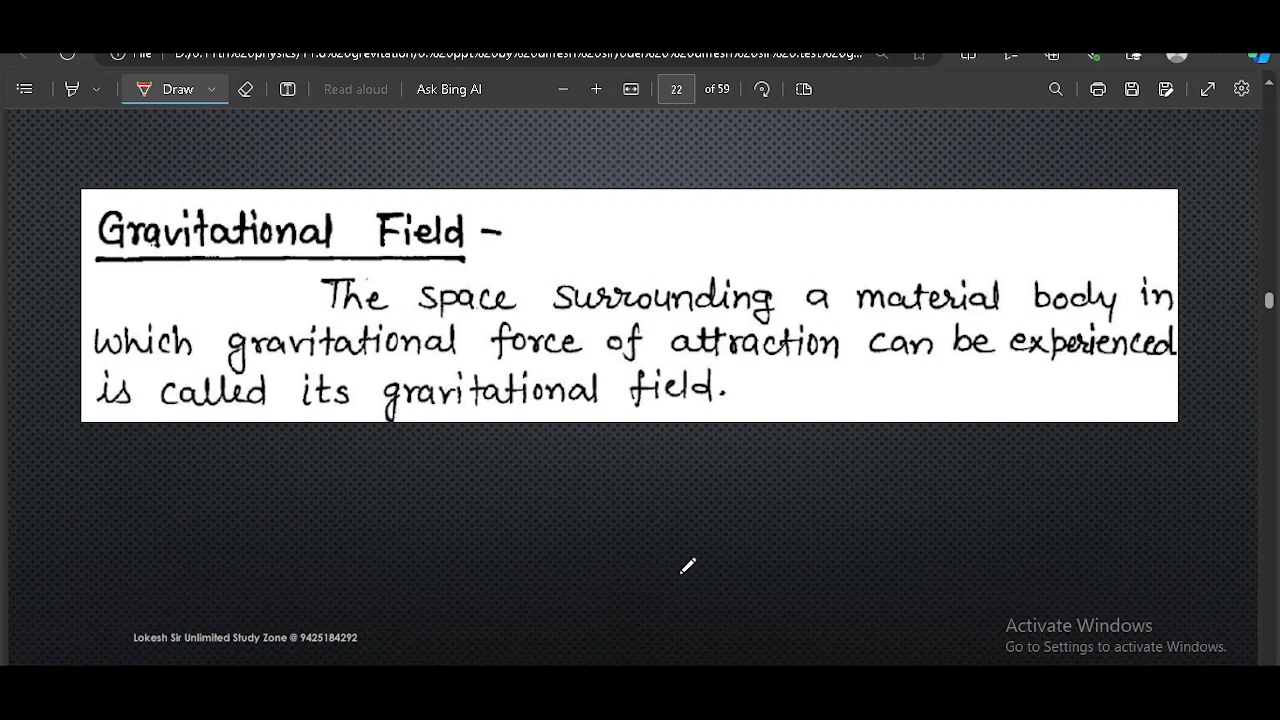 Draw
Read aloud
Ask Bing AI
22 of 59
Gravitational Field -
The space surrounding a material body in
which gravitational force of attraction can be experienced
is called its gravitational field.
Lokesh Sir Unlimited Study Zone @ 9425184292
Activate Windows
Go to Settings to activate Windows.